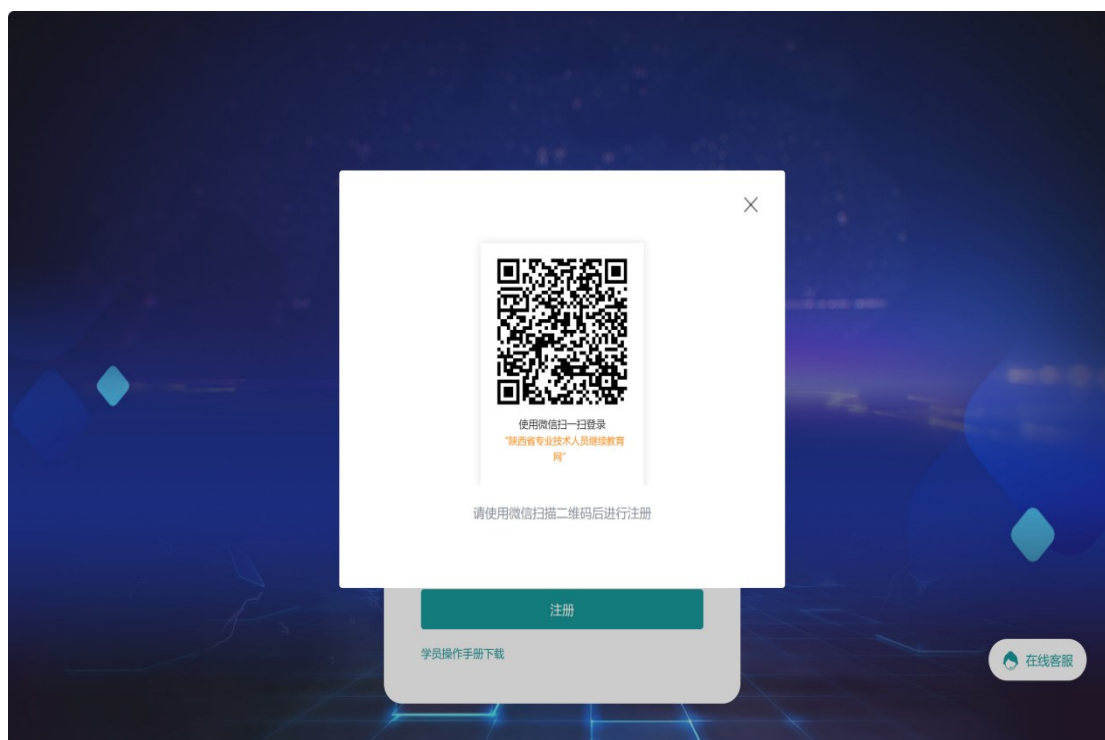 使用微信扫一扫登录
“陕西省专业技术人员继续教育
网”
请使用微信扫描二维码后进行注册
注册
学员操作手册下载
在线客服